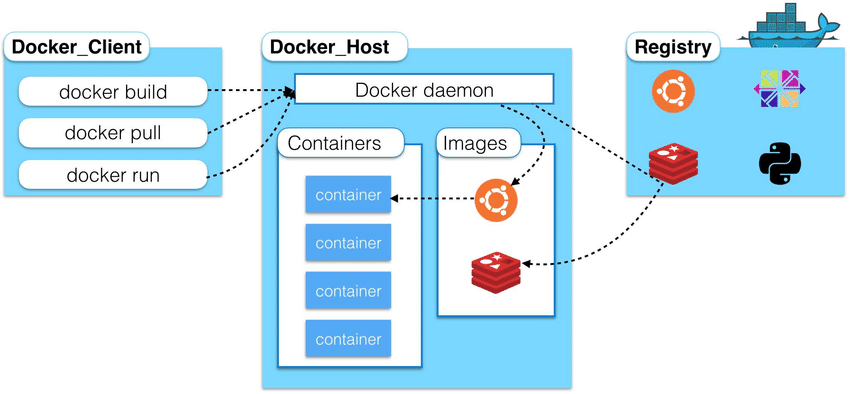 Docker_Client
docker build
docker pull
docker run
Docker_Host
Docker daemon
Containers
container
container
container
container
Images
Registry